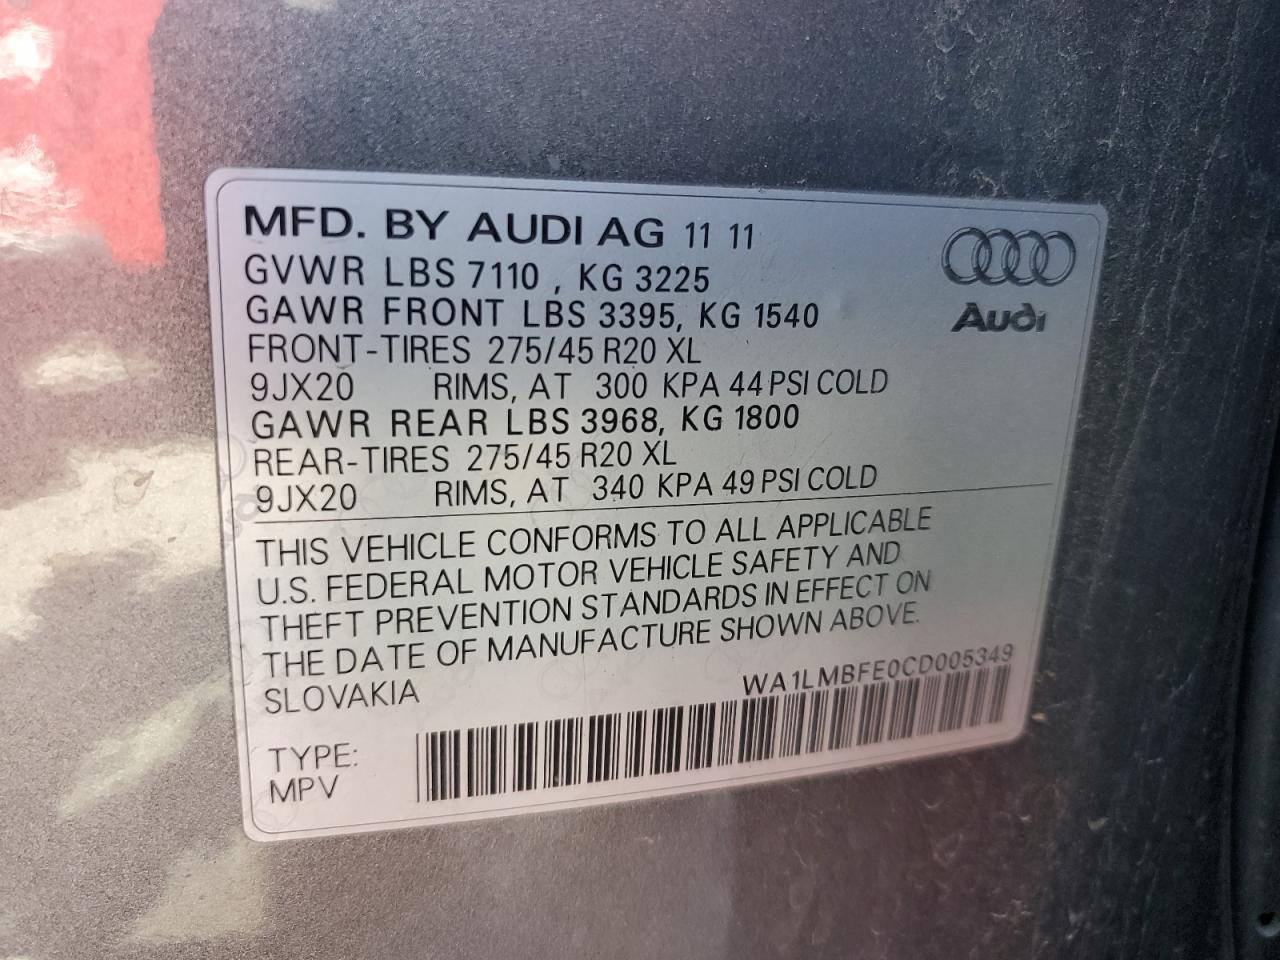 MFD. BY AUDI AG 11 11
GVWR LBS 7110 , KG 3225
GAWR FRONT LBS 3395, KG 1540
Audi
FRONT-TIRES 275/45 R20 XL
9JX20 RIMS, AT 300 KPA 44 PSI COLD
GAWR REAR LBS 3968, KG 1800
REAR-TIRES 275/45 R20 XL
9JX20 RIMS, AT 340 KPA 49 PSI COLD
THIS VEHICLE CONFORMS TO ALL APPLICABLE
U.S. FEDERAL MOTOR VEHICLE SAFETY AND
THEFT PREVENTION STANDARDS IN EFFECT ON
THE DATE OF MANUFACTURE SHOWN ABOVE.
SLOVAKIA WA1LMBFE0CD005349
TYPE:
MPV